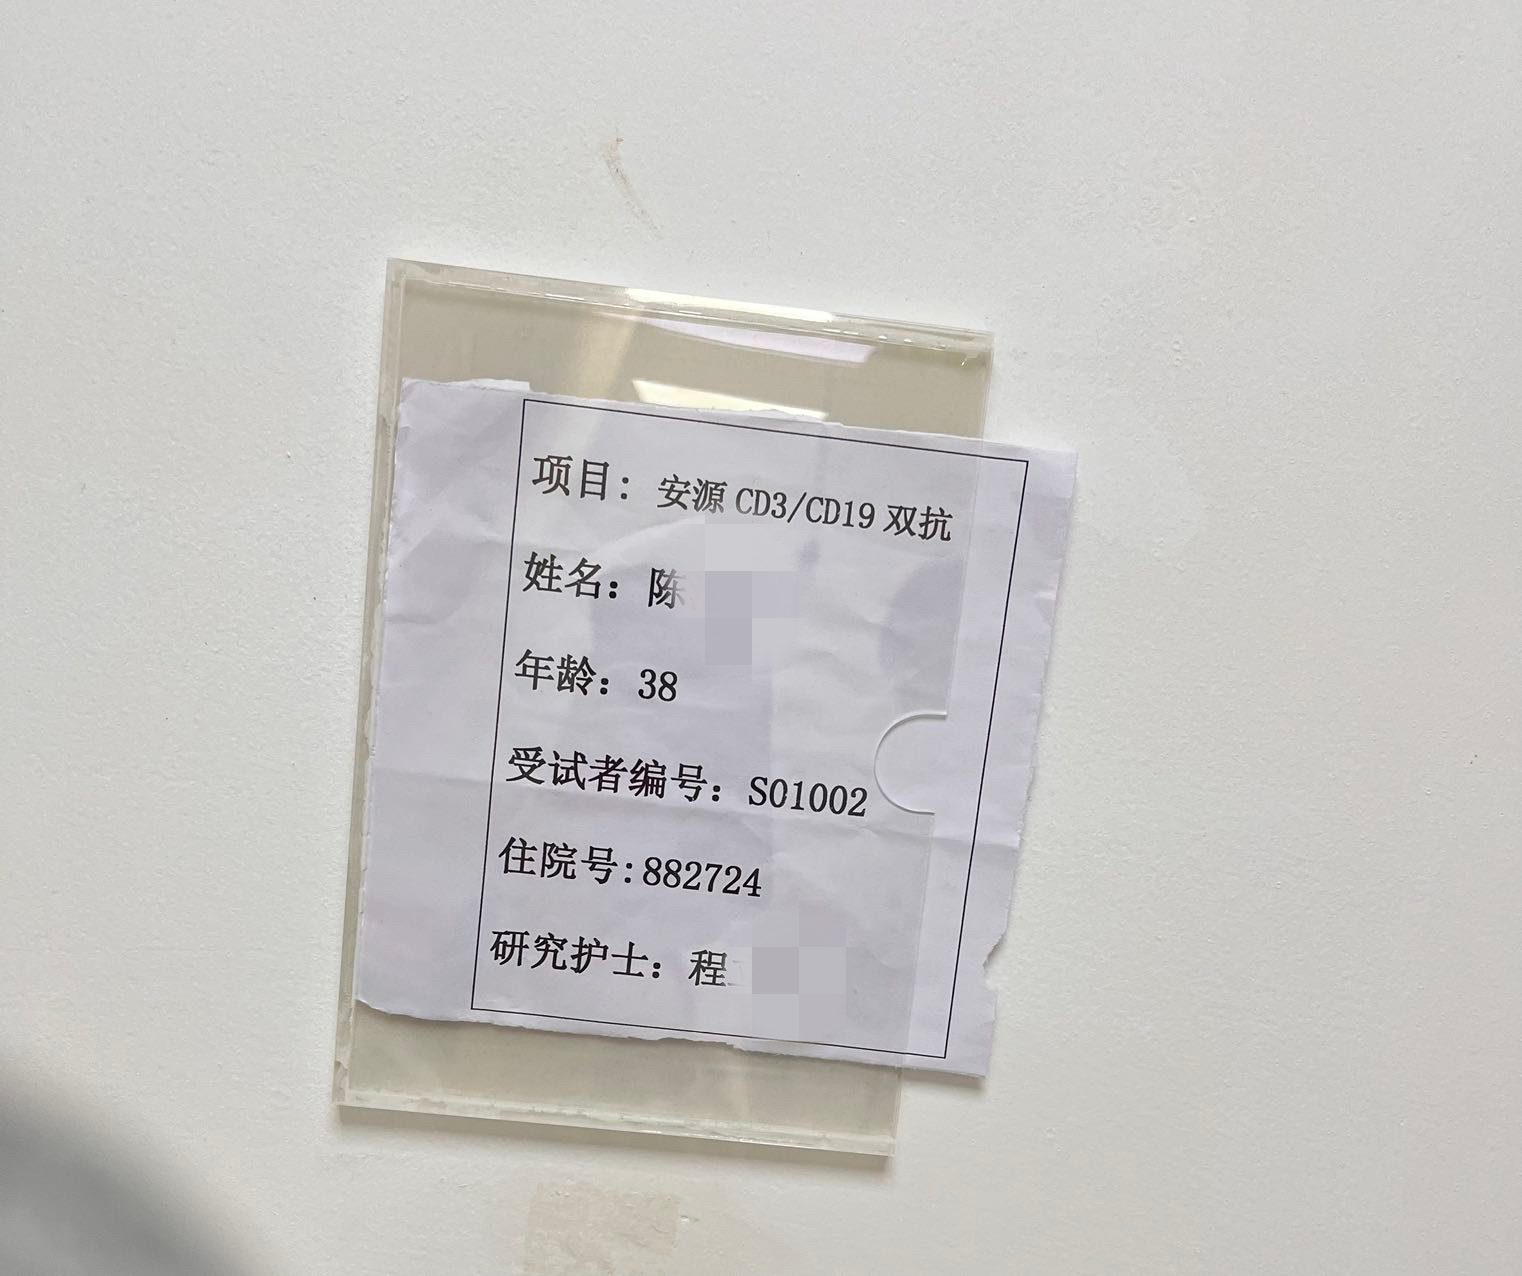 项目：安源 CD3/CD19 双抗
姓名：陈
年龄：38
受试者编号：S01002
住院号:882724
研究护士：程